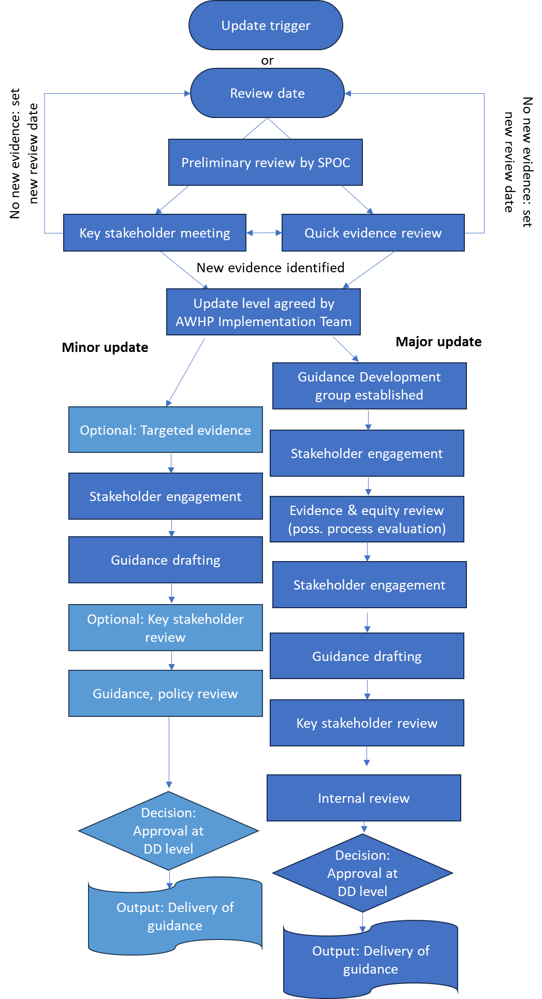 Update trigger
or
Review date
No new evidence: set
new review date
No new evidence: set
new review date
Preliminary review by SPOC
Key stakeholder meeting
Quick evidence review
New evidence identified
Update level agreed by
AWHP Implementation Team
Minor update
Major update
Optional: Targeted evidence
Stakeholder engagement
Guidance drafting
Optional: Key stakeholder
review
Guidance, policy review
Decision:
Approval at
DD level
Output: Delivery of
guidance
Guidance Development
group established
Stakeholder engagement
Evidence & equity review
(poss. process evaluation)
Stakeholder engagement
Guidance drafting
Key stakeholder review
Internal review
Decision:
Approval at
DD level
Output: Delivery of
guidance